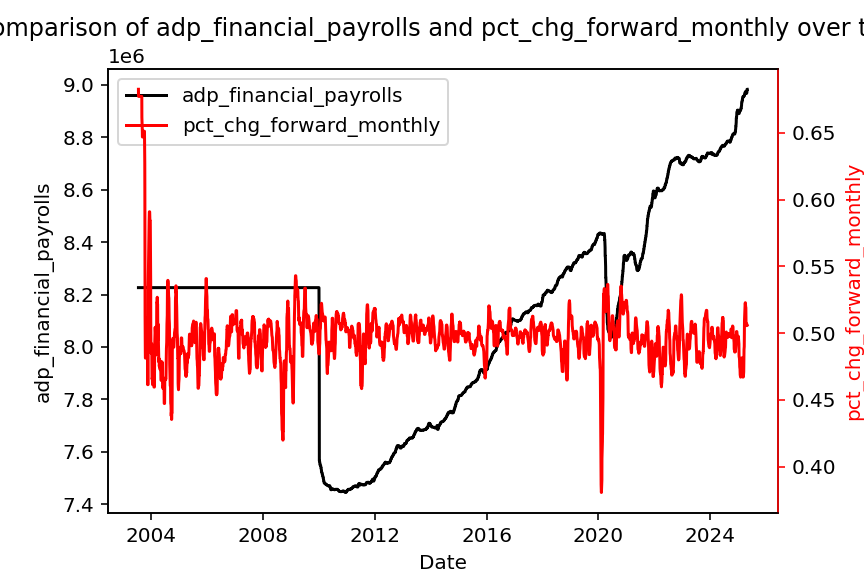 omparison of adp_financial_payrolls and pct_chg_forward_monthly over t
1e6
adp_financial_payrolls
pct_chg_forward_monthly
9.0
8.8
8.6
8.4
8.2
8.0
7.8
7.6
7.4
adp_financial_payrolls
0.65
0.60
0.55
0.50
0.45
0.40
pct_chg_forward_monthly
2004 2008 2012 2016 2020 2024
Date